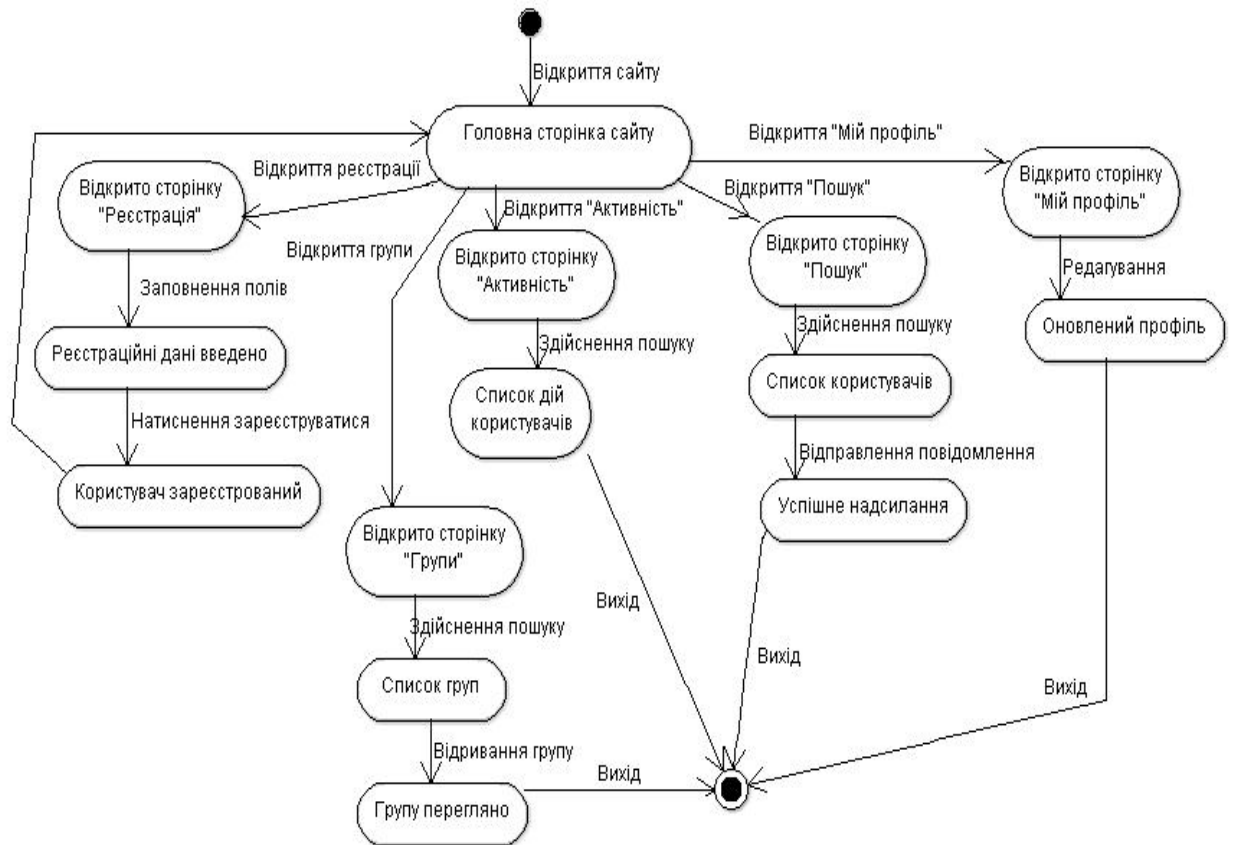 Відкриття сайту
Головна сторінка сайту
Відкриття "Мій профіль"
Відкриття реєстрації
Відкрито сторінку
"Реєстрація"
Відкриття "Пошук"
Відкрито сторінку
"Мій профіль"
Відкриття "Активність"
Відкриття групи
Відкрито сторінку
"Активність"
Відкрито сторінку
"Пошук"
Редагування
Заповнення полів
Оновлений профіль
Здійснення пошуку
Здійснення пошуку
Реєстраційні дані введено
Список користувачів
Список дій
користувачів
Натиснення зареєструватися
Відправлення повідомлення
Користувач зареєстрований
Успішне надсилання
Відкрито сторінку
"Групи"
Вихід
Здійснення пошуку
Вихід
Список груп
Вихід
Відривання групу
Вихід
Групу перегляно